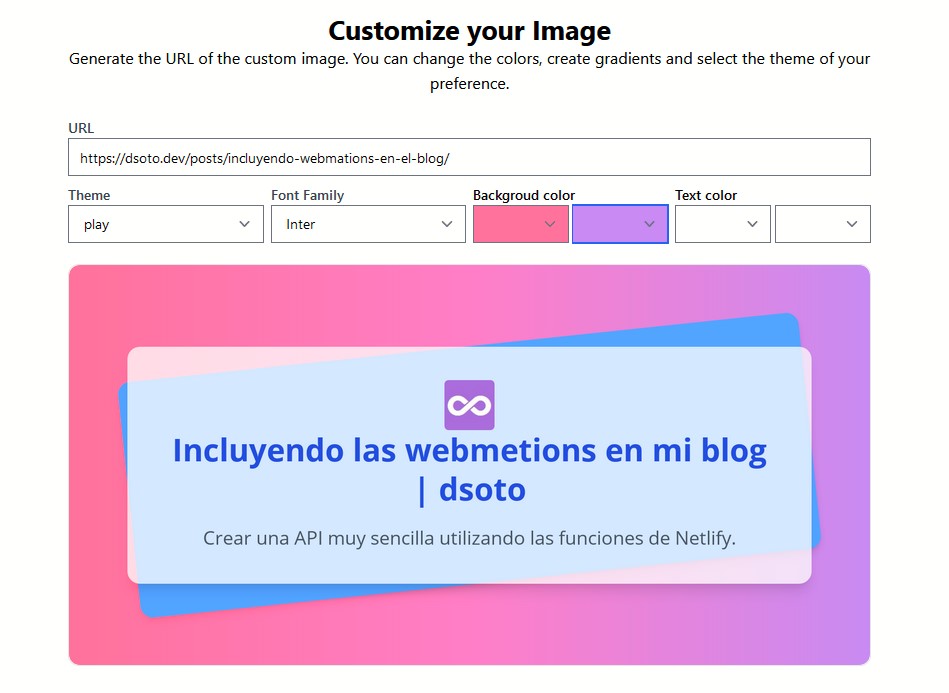 Customize your Image
Generate the URL of the custom image. You can change the colors, create gradients and select the theme of your
preference.
URL
https://dsoto.dev/posts/incluyendo-webmations-en-el-blog/
Theme
Font Family
Backgroud color
Text color
play
Inter
Incluyendo las webmetions en mi blog
| dsoto
Crear una API muy sencilla utilizando las funciones de Netlify.